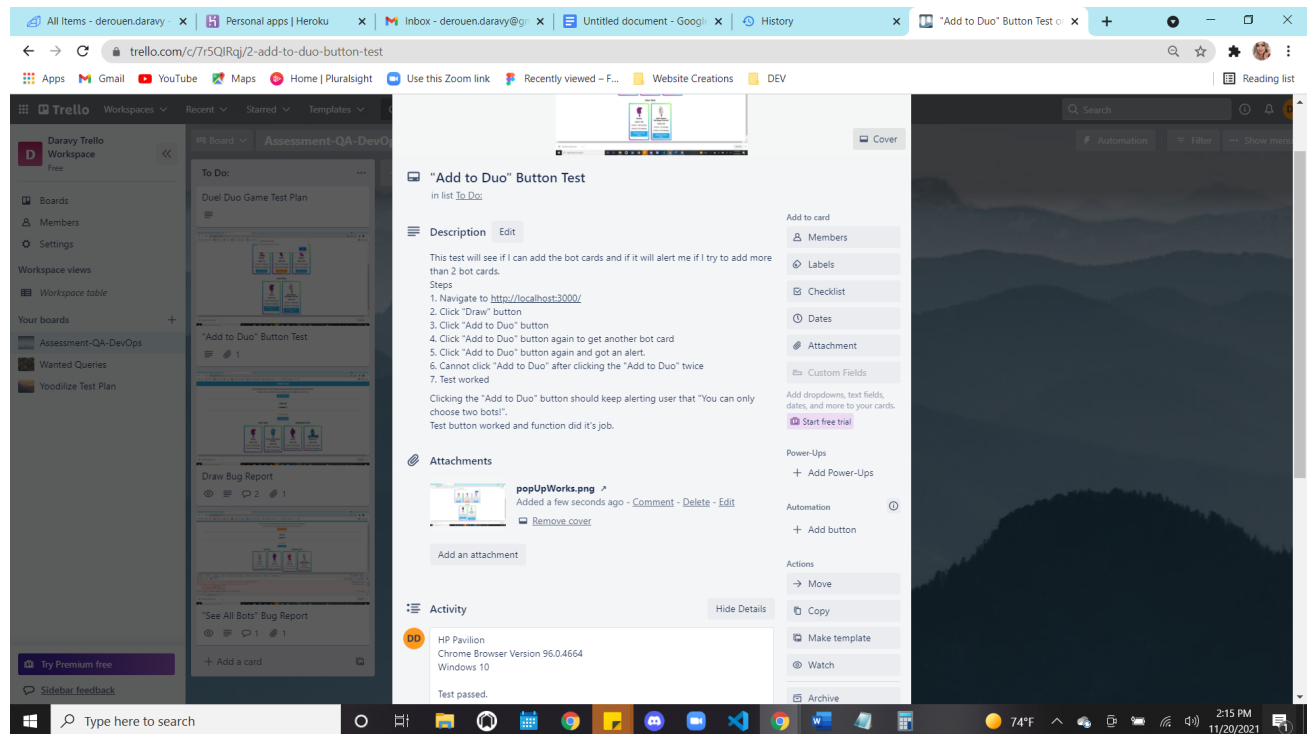 All Items - derouen.daravy -
Personal apps | Heroku
Inbox - derouen.daravy@gm
Untitled document - Google
History
"Add to Duo" Button Test o
trello.com/c/7r5QlRqj/2-add-to-duo-button-test
Apps
Gmail
YouTube
Maps
Home | Pluralsight
Use this Zoom link
Recently viewed – F...
Website Creations
DEV
Reading list
Trello
Workspaces
Recent
Starred
Templates
Search
D
Daravy Trello Workspace
Free
Boards
Members
Settings
Workspace views
Workspace table
Your boards
Assessment-QA-DevOps
Wanted Queries
Yoodilize Test Plan
Try Premium free
Sidebar feedback
Board
Assessment-QA-DevOp
Automation
Filter
Show menu
To Do:
Duel Duo Game Test Plan
"Add to Duo" Button Test
1
Draw Bug Report
2
1
"See All Bots" Bug Report
1
1
+ Add a card
Cover
"Add to Duo" Button Test
in list To Do:
Description
Edit
This test will see if I can add the bot cards and if it will alert me if I try to add more
than 2 bot cards.
Steps
1. Navigate to http://localhost:3000/
2. Click "Draw" button
3. Click "Add to Duo" button
4. Click "Add to Duo" button again to get another bot card
5. Click "Add to Duo" button again and got an alert.
6. Cannot click "Add to Duo" after clicking the "Add to Duo" twice
7. Test worked
Clicking the "Add to Duo" button should keep alerting user that "You can only
choose two bots!".
Test button worked and function did it's job.
Attachments
popUpWorks.png ↗
Added a few seconds ago - Comment - Delete - Edit
Remove cover
Add an attachment
Activity
Hide Details
DD
HP Pavilion
Chrome Browser Version 96.0.4664
Windows 10
Test passed.
Add to card
Members
Labels
Checklist
Dates
Attachment
Custom Fields
Add dropdowns, text fields,
dates, and more to your cards.
Start free trial
Power-Ups
+ Add Power-Ups
Automation
+ Add button
Actions
Move
Copy
Make template
Watch
Archive
Type here to search
74°F
2:15 PM
11/20/2021
1